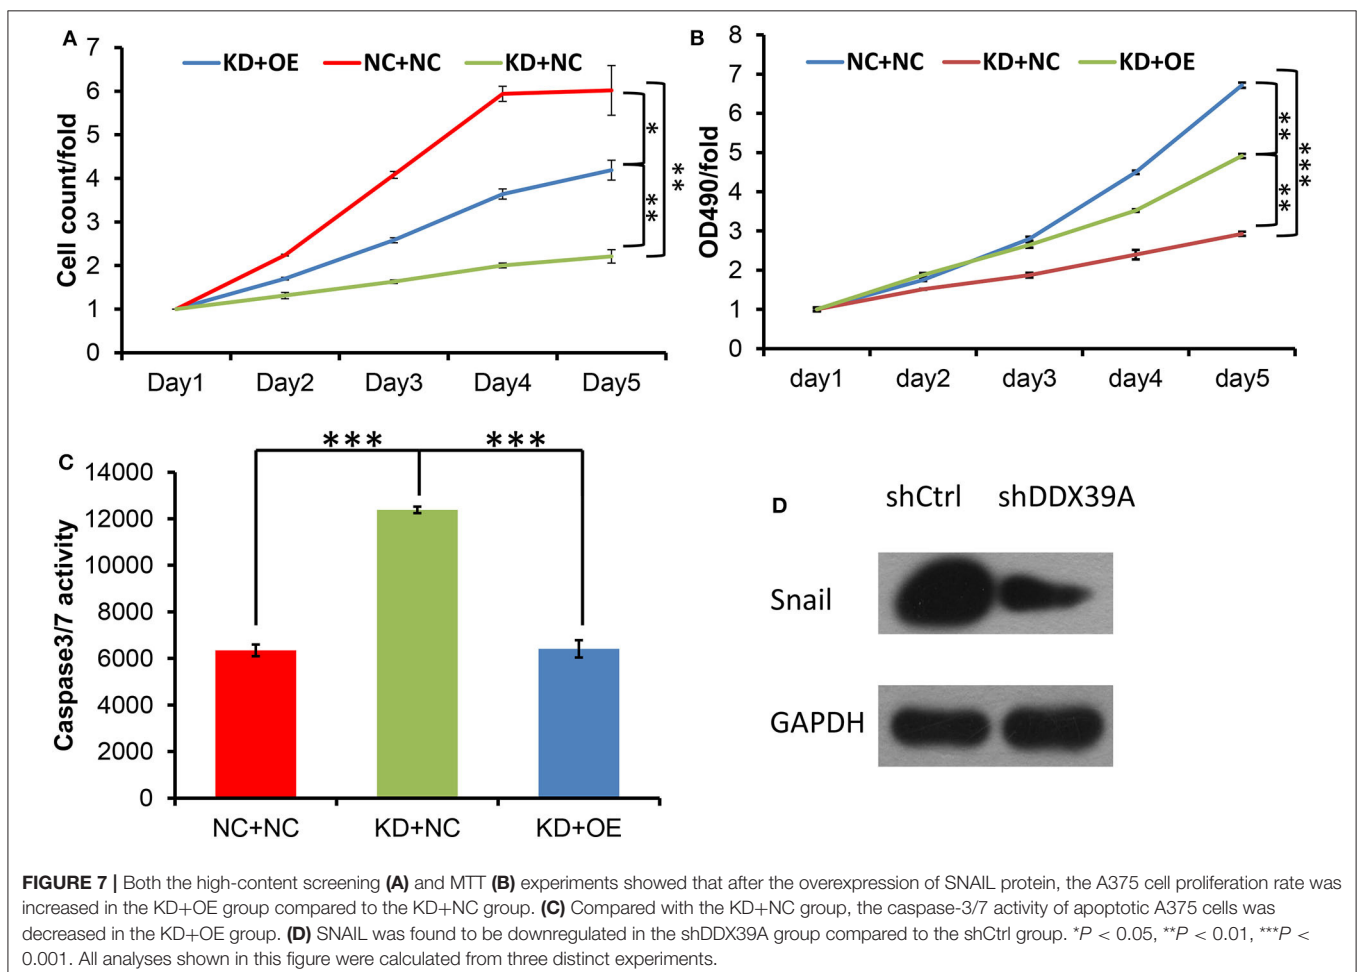 A
KD+OE NC+NC KD+NC
Cell count/fold
7
6
5
4
3
2
1
0
*
**
**
Day1 Day2 Day3 Day4 Day5
B
NC+NC KD+NC KD+OE
OD490/fold
8
7
6
5
4
3
2
1
0
**
**
***
day1 day2 day3 day4 day5
C
*** ***
Caspase3/7 activity
14000
12000
10000
8000
6000
4000
2000
0
NC+NC KD+NC KD+OE
D
shCtrl shDDX39A
Snail
GAPDH
FIGURE 7 | Both the high-content screening (A) and MTT (B) experiments showed that after the overexpression of SNAIL protein, the A375 cell proliferation rate was
increased in the KD+OE group compared to the KD+NC group. (C) Compared with the KD+NC group, the caspase-3/7 activity of apoptotic A375 cells was
decreased in the KD+OE group. (D) SNAIL was found to be downregulated in the shDDX39A group compared to the shCtrl group. *P < 0.05, **P < 0.01, ***P <
0.001. All analyses shown in this figure were calculated from three distinct experiments.